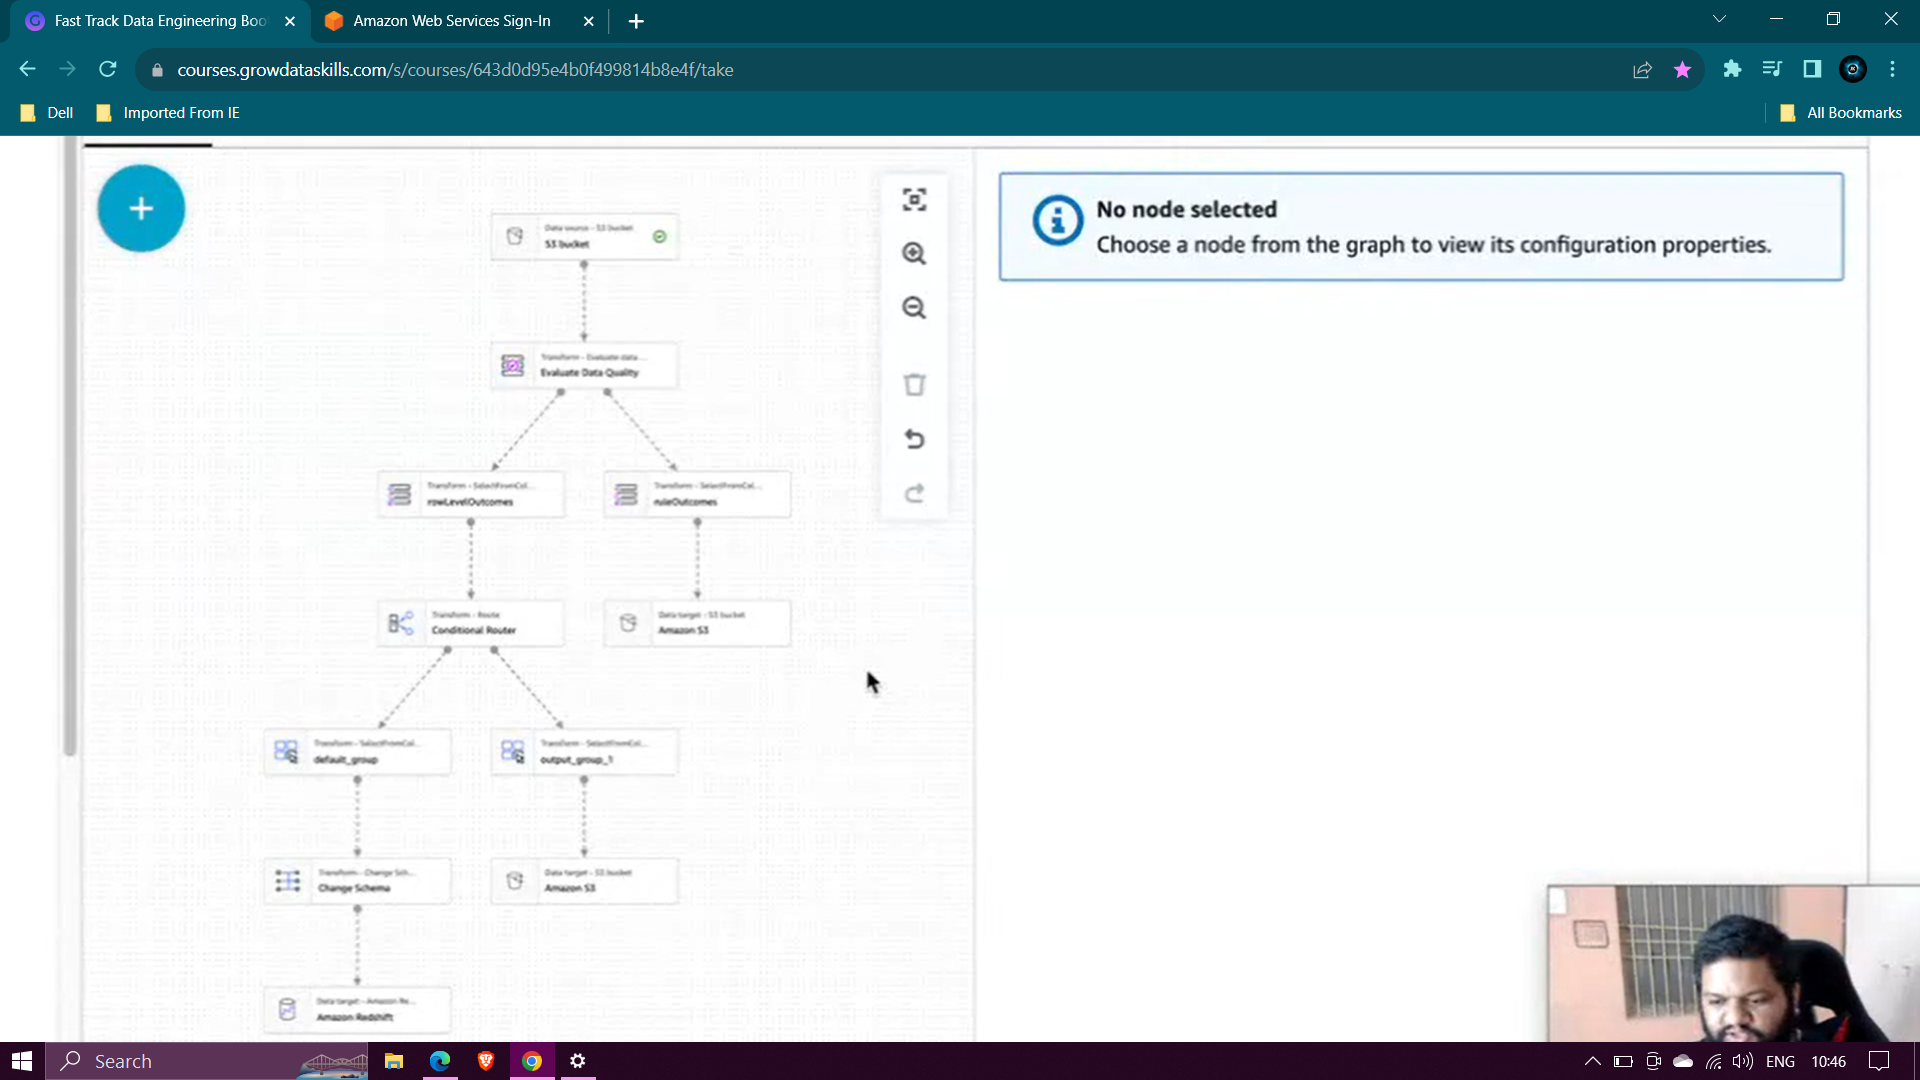 Fast Track Data Engineering Boo
Amazon Web Services Sign-In
courses.growdataskills.com/s/courses/643d0d95e4b0f499814b8e4f/take
Dell
Imported From IE
All Bookmarks
Data source - S3 bucket
S3 bucket
Transform - Evaluate data ...
Evaluate Data Quality
Transform - SelectFromCol...
rowLevelOutcomes
Transform - SelectFromCol...
ruleOutcomes
Transform - Route
Conditional Router
Data target - S3 bucket
Amazon S3
Transform - SelectFromCol...
default_group
Transform - SelectFromCol...
output_group_1
Transform - Change Sch...
Change Schema
Data target - S3 bucket
Amazon S3
Data target - Amazon Re...
Amazon Redshift
No node selected
Choose a node from the graph to view its configuration properties.
Search
ENG
10:46